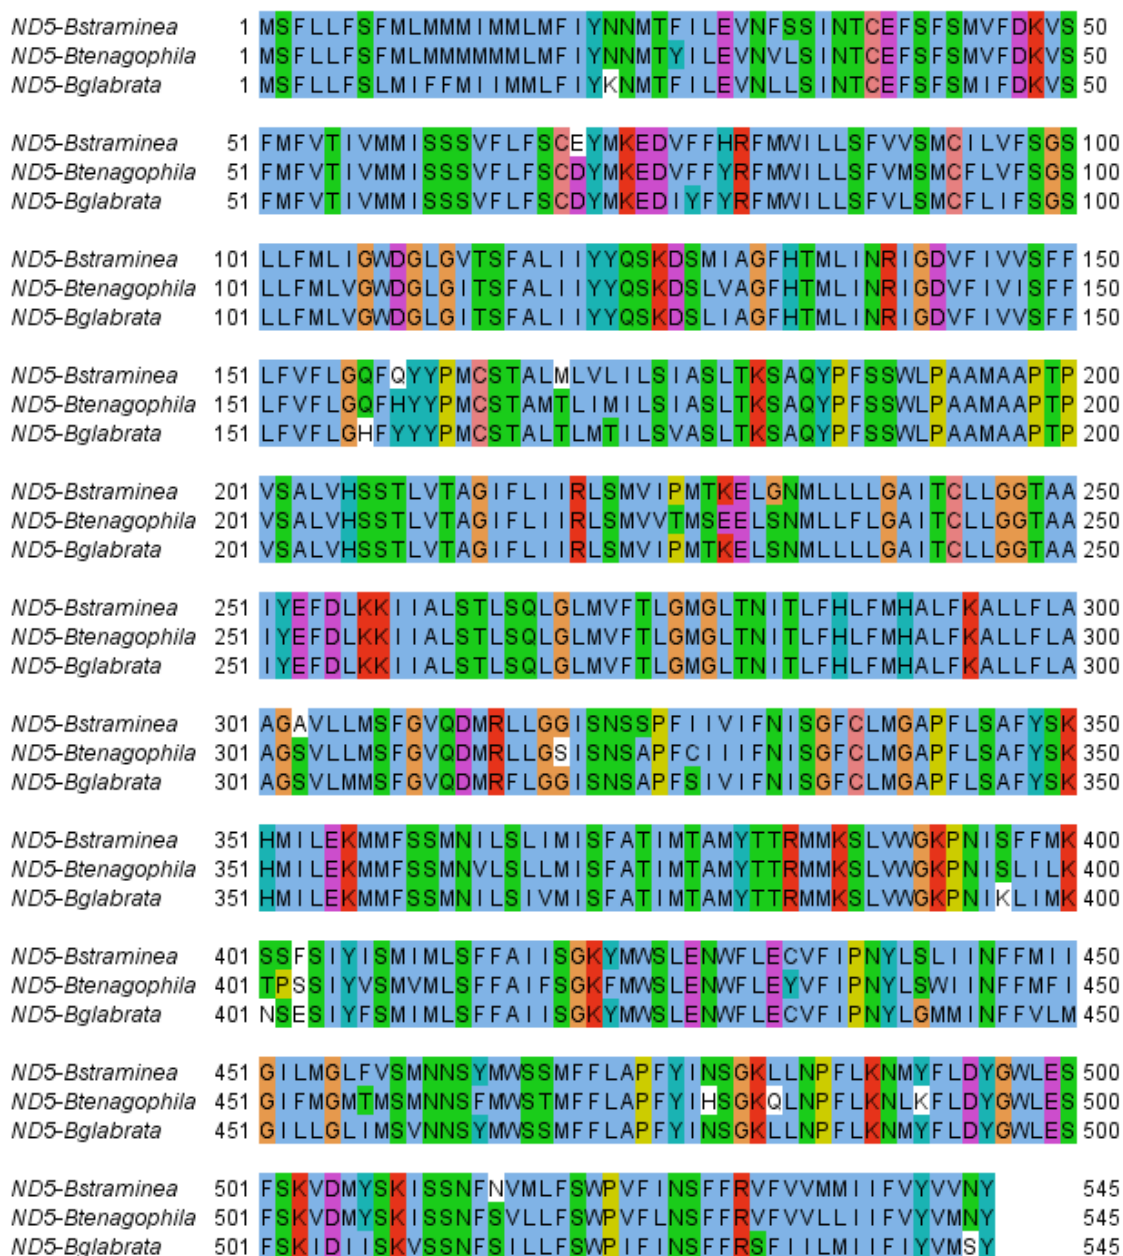 ND5-Bstraminea 1 MSFLLFSFMLMMMIMMLMFIYNNMTFILEVNFSSINTCEFSFSMVFDKVS 50
ND5-Btenagophila 1 MSFLLFSFMLMMMMMMLMFIYNNMTYILEVNVLSINTCEFSFSMVFDKVS 50
ND5-Bglabrata 1 MSFLLFSLMIFFMIIMMLFIYKNMTFILEVNLLSINTCEFSFSMIFDKVS 50
ND5-Bstraminea 51 FMFVTIVMMISSSVFLFSCEYMKEDVFFHRFMWILLSFVVSMCILVFSGS 100
ND5-Btenagophila 51 FMFVTIVMMISSSVFLFSCDYMKEDVFFYRFMWILLSFVMSMCFLVFSGS 100
ND5-Bglabrata 51 FMFVTIVMMISSSVFLFSCDYMKEDIYFYRFMWILLSFVLSMCFLIFSGS 100
ND5-Bstraminea 101 LLFMLIGWDGLGVTSFALIIYYQSKDSMIAGFHTMLINRIGDVFIVVSFF 150
ND5-Btenagophila 101 LLFMLVGWDGLGITSFALIIYYQSKDSLVAGFHTMLINRIGDVFIVISFF 150
ND5-Bglabrata 101 LLFMLVGWDGLGITSFALIIYYQSKDSLIAGFHTMLINRIGDVFIVVSFF 150
ND5-Bstraminea 151 LFVFLGQFQYYPMCSTALMLVLILSIASLTKSAQYPFSSWLPAAMAAPTP 200
ND5-Btenagophila 151 LFVFLGQFHYYPMCSTAMTLIMILSIASLTKSAQYPFSSWLPAAMAAPTP 200
ND5-Bglabrata 151 LFVFLGHFYYYPMCSTALTLMTILSVASLTKSAQYPFSSWLPAAMAAPTP 200
ND5-Bstraminea 201 VSALVHSSTLVTAGIFLIIRLSMVIPMTKELGNMLLLLGAITCLLGGTAA 250
ND5-Btenagophila 201 VSALVHSSTLVTAGIFLIIRLSMVVTMSEELSNMLLFLGAITCLLGGTAA 250
ND5-Bglabrata 201 VSALVHSSTLVTAGIFLIIRLSMVIPMTKELSNMLLLLGAITCLLGGTAA 250
ND5-Bstraminea 251 IYEFDLKKIIALSTLSQLGLMVFTLGMGLTNITLFHLFMHALFKALLFLA 300
ND5-Btenagophila 251 IYEFDLKKIIALSTLSQLGLMVFTLGMGLTNITLFHLFMHALFKALLFLA 300
ND5-Bglabrata 251 IYEFDLKKIIALSTLSQLGLMVFTLGMGLTNITLFHLFMHALFKALLFLA 300
ND5-Bstraminea 301 AGAVLLMSFGVQDMRLLGGISNSSPFIIVIFNISGFCLMGAPFLSAFYSK 350
ND5-Btenagophila 301 AGSVLLMSFGVQDMRLLGSISNSAPFCIIIFNISGFCLMGAPFLSAFYSK 350
ND5-Bglabrata 301 AGSVLMMSFGVQDMRFLGGISNSAPFSIVIFNISGFCLMGAPFLSAFYSK 350
ND5-Bstraminea 351 HMILEKMMFSSMNILSLIMISFATIMTAMYTTRMMKSLVWGKPNISFFMK 400
ND5-Btenagophila 351 HMILEKMMFSSMNVLSLLMISFATIMTAMYTTRMMKSLVWGKPNISLILK 400
ND5-Bglabrata 351 HMILEKMMFSSMNILSIVMISFATIMTAMYTTRMMKSLVWGKPNIKLIMK 400
ND5-Bstraminea 401 SSFSIYISMIMLSFFAIISGKYMWSLENWFLECVFIPNYLSLIINFFMII 450
ND5-Btenagophila 401 TPSSIYVSMVMLSFFAIFSGKFMWSLENWFLEYVFIPNYLSWIINFFMFI 450
ND5-Bglabrata 401 NSESIYFSMIMLSFFAIISGKYMWSLENWFLECVFIPNYLGMMINFFVLM 450
ND5-Bstraminea 451 GILMGLFVSMNNSYMWSSMFFLAPFYINSGKLLNPFLKNMYFLDYGWLES 500
ND5-Btenagophila 451 GIFMGMTMSMNNSFMWSTMFFLAPFYIHSGKQLNPFLKNLKFLDYGWLES 500
ND5-Bglabrata 451 GILLGLIMSVNNSYMWSSMFFLAPFYINSGKLLNPFLKNMYFLDYGWLES 500
ND5-Bstraminea 501 FSKVDMYSKISSNFNVMLFSWPVFINSFFRVFVVMMIIFVYVVNY 545
ND5-Btenagophila 501 FSKVDMYSKISSNFSVLLFSWPVFLNSFFRVFVVLLIIFVYVMNY 545
ND5-Bglabrata 501 FSKIDIISKVSSNFSILLFSWPIFINSFFRSFIILMIIFVYVMSY 545